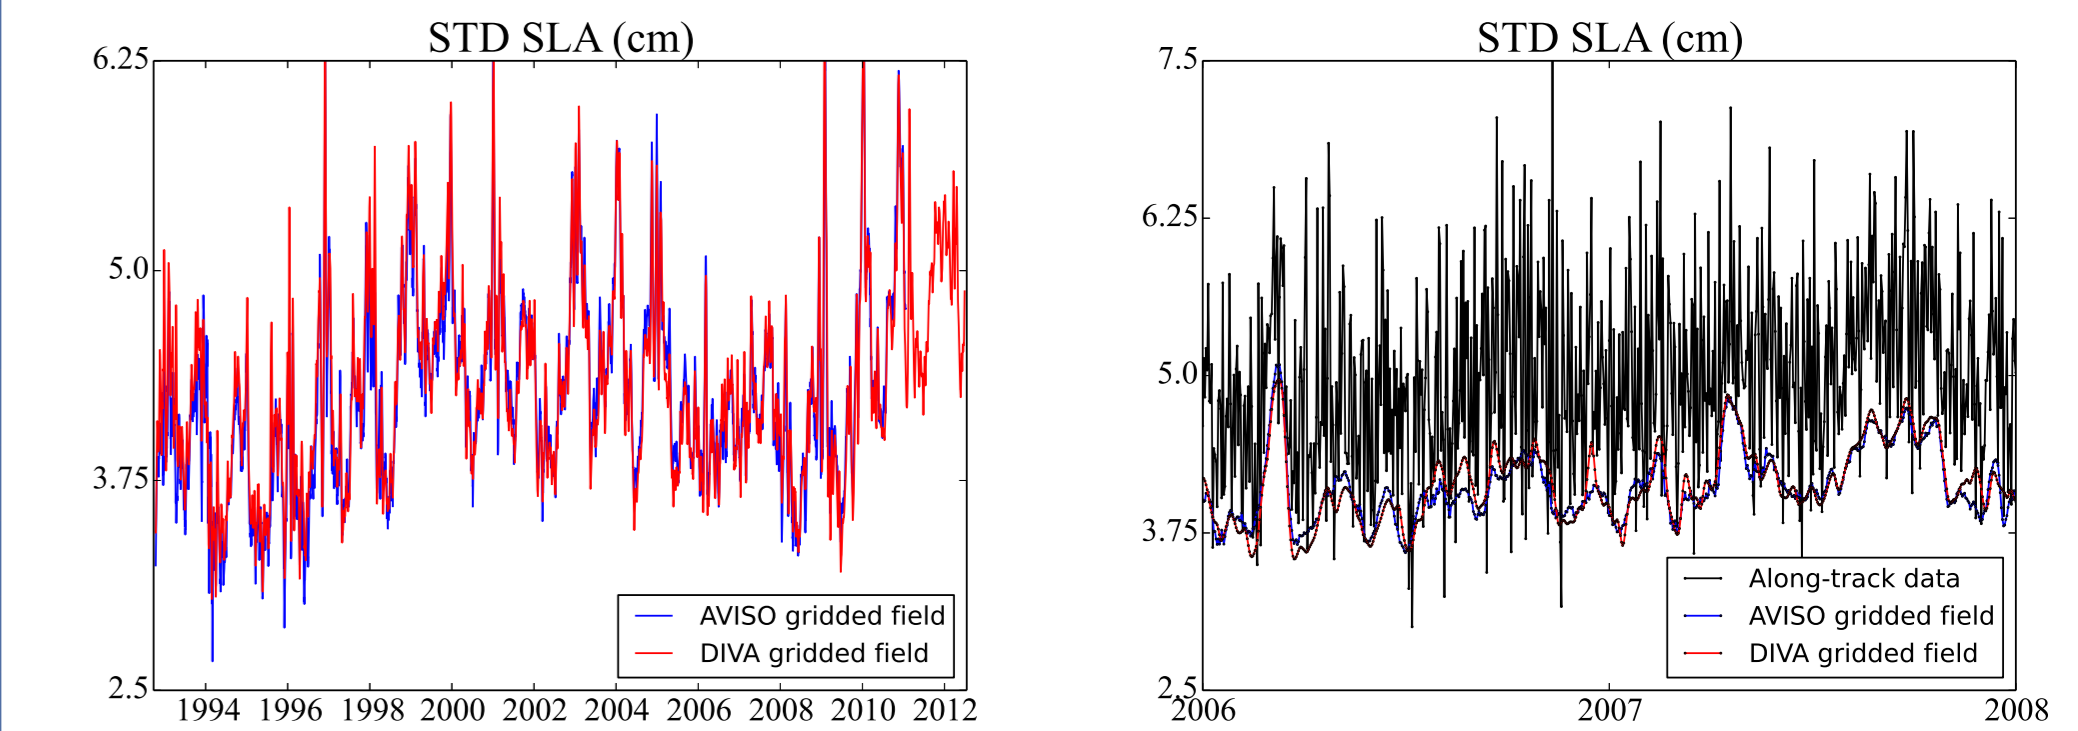 STD SLA (cm)
6.25
5.0
3.75
2.5
1994 1996 1998 2000 2002 2004 2006 2008 2010 2012
AVISO gridded field
DIVA gridded field
STD SLA (cm)
7.5
6.25
5.0
3.75
2.5
2006 2007 2008
Along-track data
AVISO gridded field
DIVA gridded field